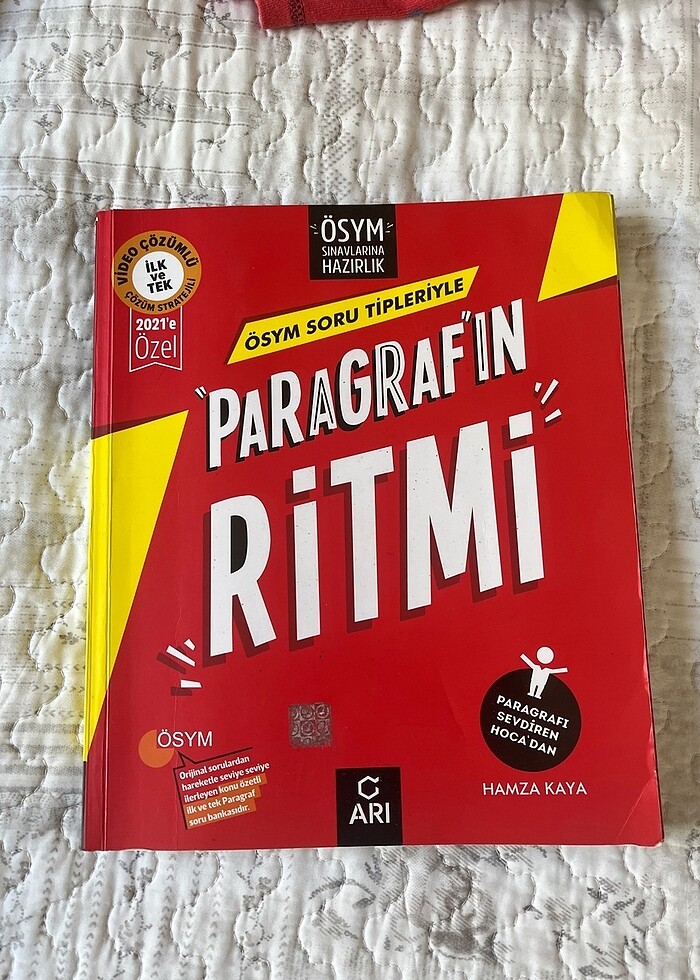 ÖSYM
SINAVLARINA
HAZIRLIK
VİDEO ÇÖZÜMLÜ
İLK
ve
TEK
ÇÖZÜM STRATEJİLİ
2021'e
Özel
ÖSYM SORU TİPLERİYLE
"PARAGRAF"IN
RİTMİ
PARAGRAFI
SEVDİREN
HOCA'DAN
HAMZA KAYA
ÖSYM
Orijinal sorulardan
hareketle seviye seviye
ilerleyen konu özetli
ilk ve tek Paragraf
soru bankasıdır.
ARI